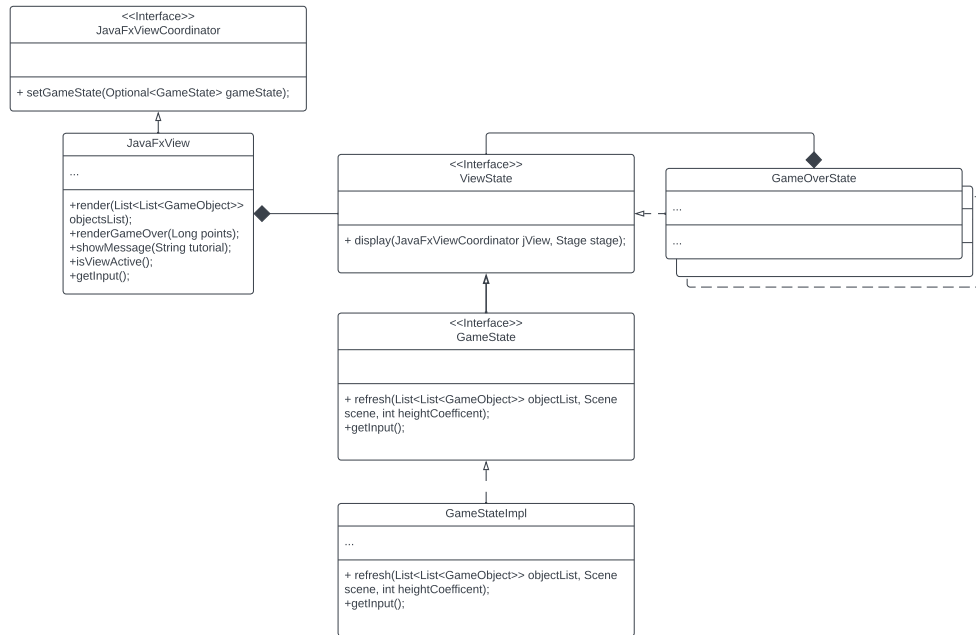 <<Interface>>
JavaFxViewCoordinator
+ setGameState(Optional<GameState> gameState);
JavaFxView
...
+render(List<List<GameObject>>
objectsList);
+renderGameOver(Long points);
+showMessage(String tutorial);
+isViewActive();
+getInput();
<<Interface>>
ViewState
+ display(JavaFxViewCoordinator jView, Stage stage);
GameOverState
...
...
<<Interface>>
GameState
+ refresh(List<List<GameObject>> objectList, Scene
scene, int heightCoefficent);
+getInput();
GameStateImpl
...
+ refresh(List<List<GameObject>> objectList, Scene
scene, int heightCoefficent);
+getInput();